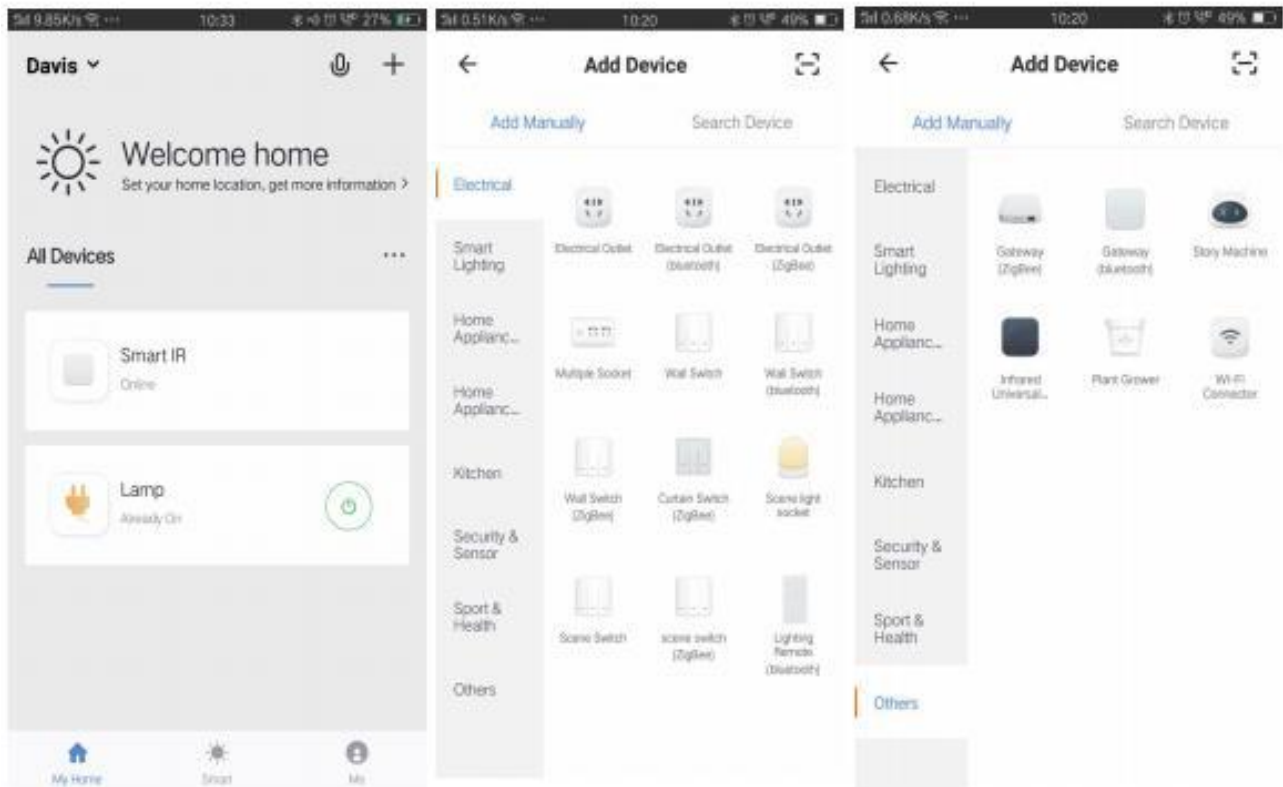 9.85K/s 10:33 27%
Davis
Welcome home
Set your home location, get more information >
All Devices
Smart IR
Online
Lamp
Already On
My Home Smart Me
0.51K/s 10:20 49%
Add Device
Add Manually Search Device
Electrical
Smart
Lighting
Home
Applianc...
Home
Applianc...
Kitchen
Security &
Sensor
Sport &
Health
Others
Electrical Outlet
Electrical Outlet
(bluetooth)
Electrical Outlet
(ZigBee)
Multiple Socket
Wall Switch
Wall Switch
(bluetooth)
Wall Switch
(ZigBee)
Curtain Switch
(ZigBee)
Scene light
socket
Scene Switch
scene switch
(ZigBee)
Lighting
Remote
(bluetooth)
0.68K/s 10:20 49%
Add Device
Add Manually Search Device
Electrical
Smart
Lighting
Home
Applianc...
Home
Applianc...
Kitchen
Security &
Sensor
Sport &
Health
Others
Gateway
(ZigBee)
Gateway
(bluetooth)
Story Machine
Infrared
Universal...
Plant Grower
Wi-Fi
Connector